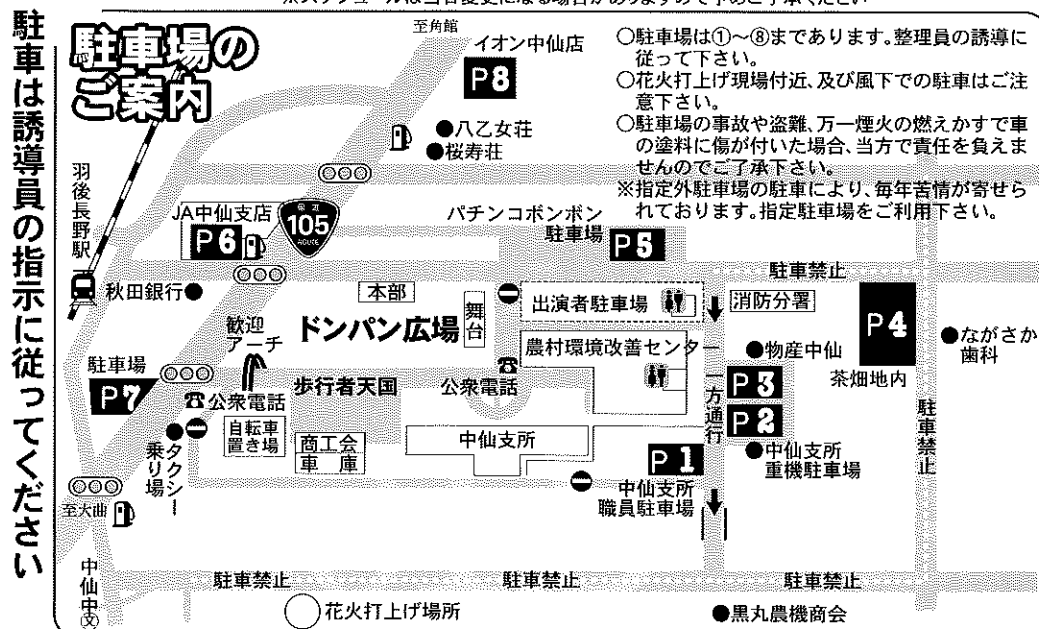 ※スケジュールは当日変更になる場合がありますので予めご了承ください
駐車は誘導員の指示に従ってください
駐車場の
ご案内
至角館
イオン中仙店
P8
○駐車場は①〜⑧まであります。整理員の誘導に
従って下さい。
○花火打上げ現場付近、及び風下での駐車はご注
意下さい。
○駐車場の事故や盗難、万一煙火の燃えかすで車
の塗料に傷が付いた場合、当方で責任を負えま
せんのでご了承下さい。
※指定外駐車場の駐車により、毎年苦情が寄せら
れております。指定駐車場をご利用下さい。
●八乙女荘
●桜寿荘
羽後長野駅
JA中仙支店
P6
105
ROUTE
パチンコボンボン
駐車場
P5
駐車禁止
秋田銀行●
本部
舞台
出演者駐車場
消防分署
P4
茶畑地内
●ながさか
歯科
歓迎
アーチ
ドンパン広場
農村環境改善センター
●物産中仙
駐車場
P7
歩行者天国
公衆電話
公衆電話
一方通行
P3
P2
駐車禁止
自転車
置き場
商工会
車庫
中仙支所
P1
●中仙支所
重機駐車場
●タクシー
乗り場
中仙支所
職員駐車場
至大曲
中仙中文
駐車禁止
駐車禁止
駐車禁止
○花火打上げ場所
●黒丸農機商会